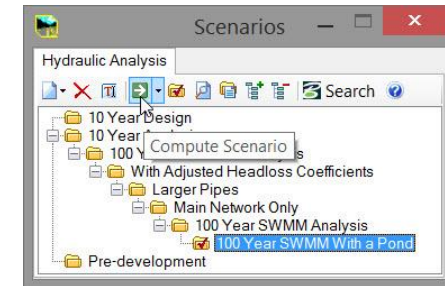 Scenarios
Hydraulic Analysis
Search
10 Year Design
10 Year
Compute Scenario
100 Y s
With Adjusted Headloss Coefficients
Larger Pipes
Main Network Only
100 Year SWMM Analysis
100 Year SWMM With a Pond
Pre-development